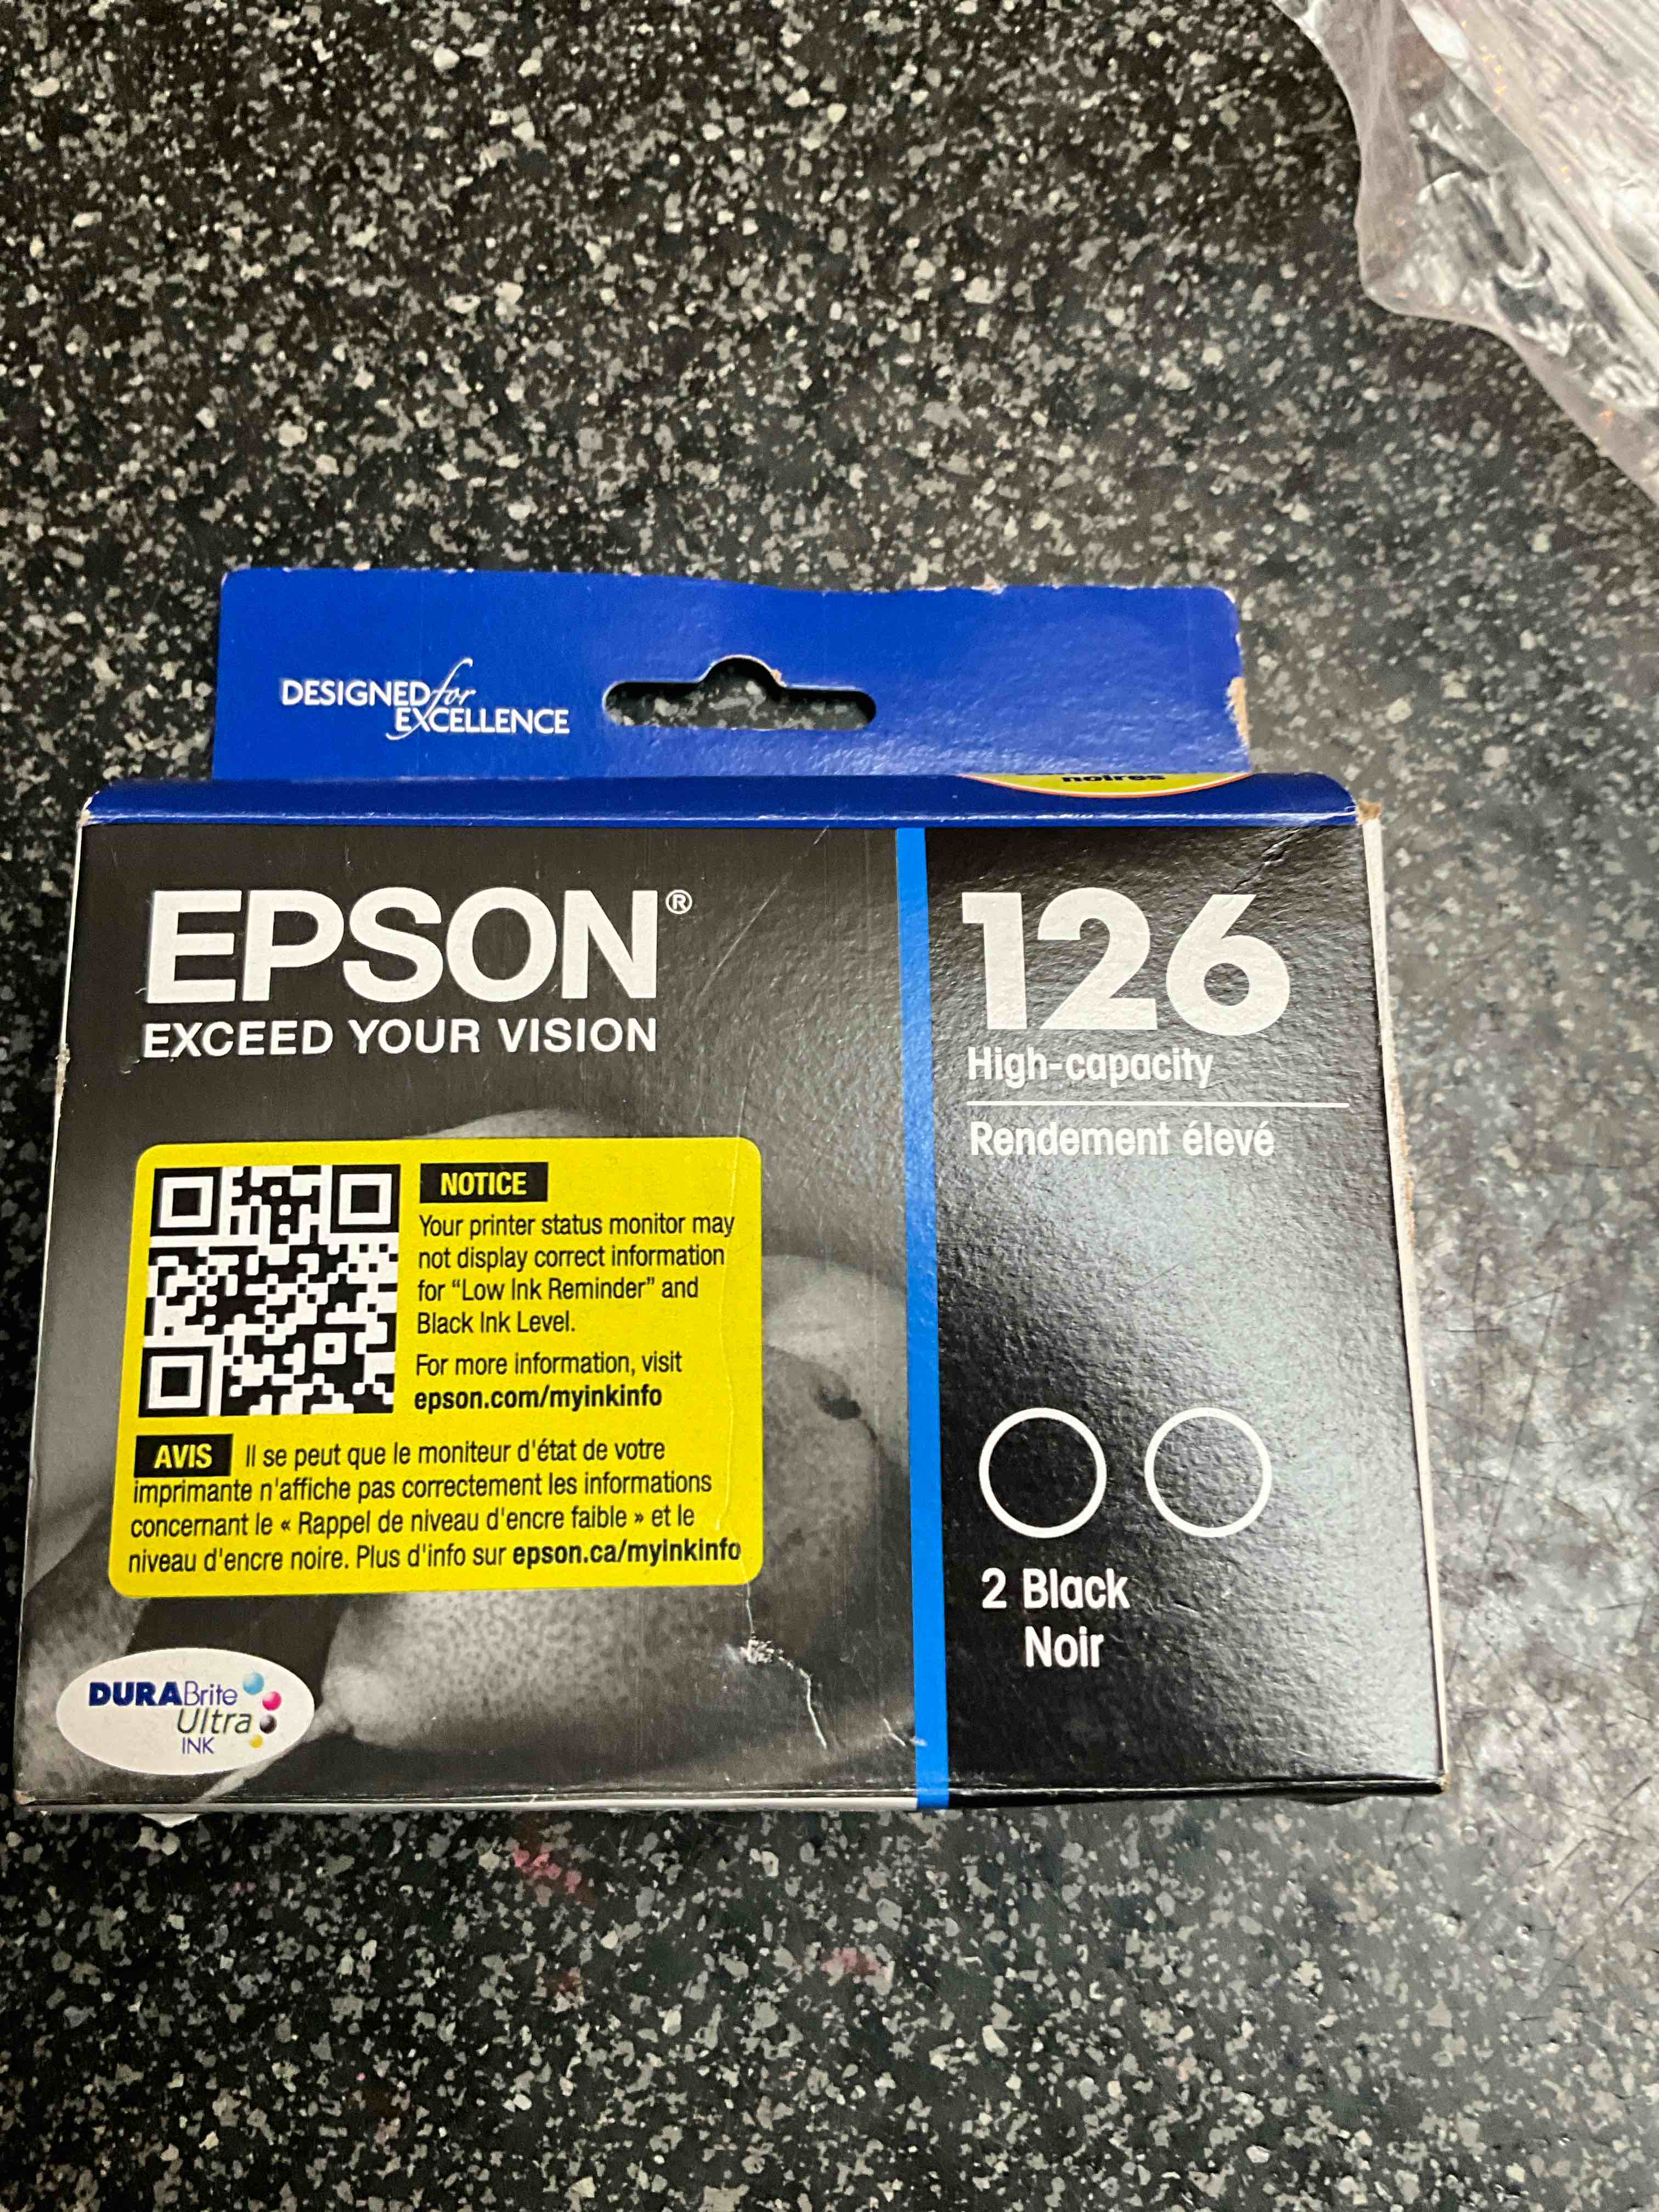 DESIGNED for
EXCELLENCE
noires
EPSON®
EXCEED YOUR VISION
126
High-capacity
Rendement élevé
NOTICE
Your printer status monitor may
not display correct information
for “Low Ink Reminder” and
Black Ink Level.
For more information, visit
epson.com/myinkinfo
AVIS Il se peut que le moniteur d'état de votre
imprimante n'affiche pas correctement les informations
concernant le « Rappel de niveau d'encre faible » et le
niveau d'encre noire. Plus d'info sur epson.ca/myinkinfo
2 Black
Noir
DURABrite
Ultra
INK